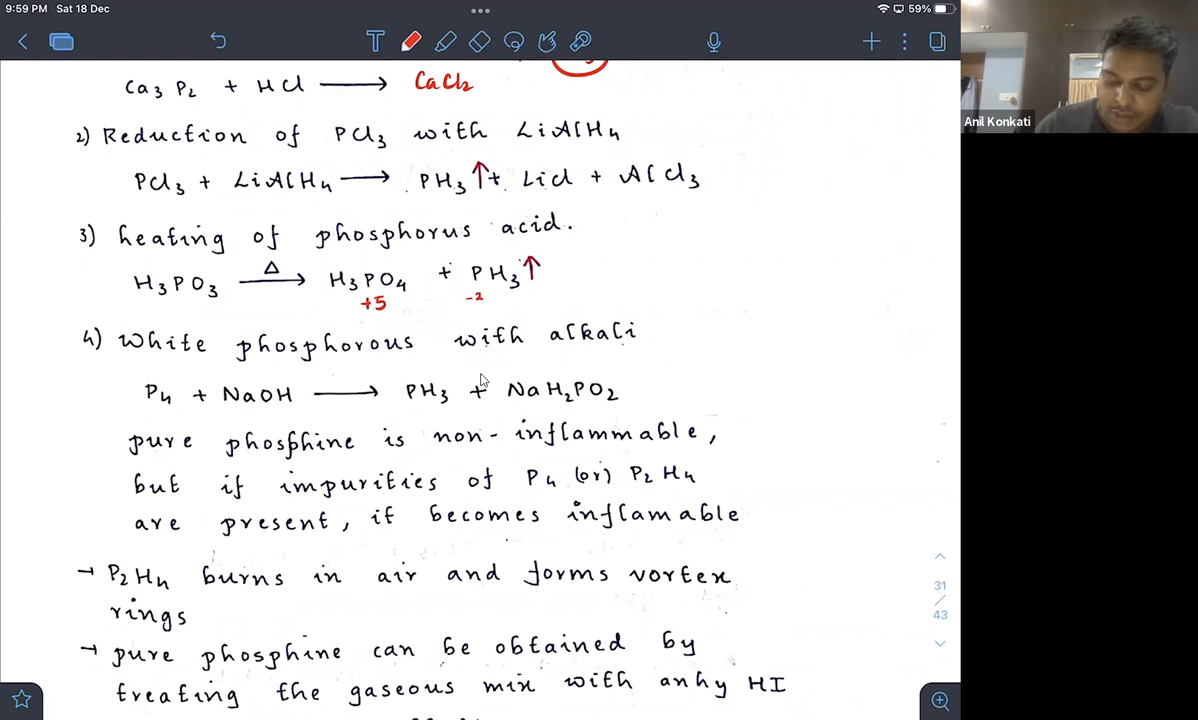 9:59 PM Sat 18 Dec
59%
Ca3P2 + HCl ⟶ CaCl2
2) Reduction of PCl3 with LiAlH4
PCl3 + LiAlH4 ⟶ PH3↑ + LiCl + AlCl3
3) heating of phosphorus acid.
H3PO3 ⟶ Δ H3PO4 + PH3↑
+5 -2
4) White phosphorous with alkali
P4 + NaOH ⟶ PH3 + NaH2PO2
pure phosphine is non-inflammable,
but if impurities of P4 (or) P2H4
are present, it becomes inflamable
→ P2H4 burns in air and forms vortex
rings
→ pure phosphine can be obtained by
treating the gaseous mix with anhy HI
Anil Konkati
31
/
43